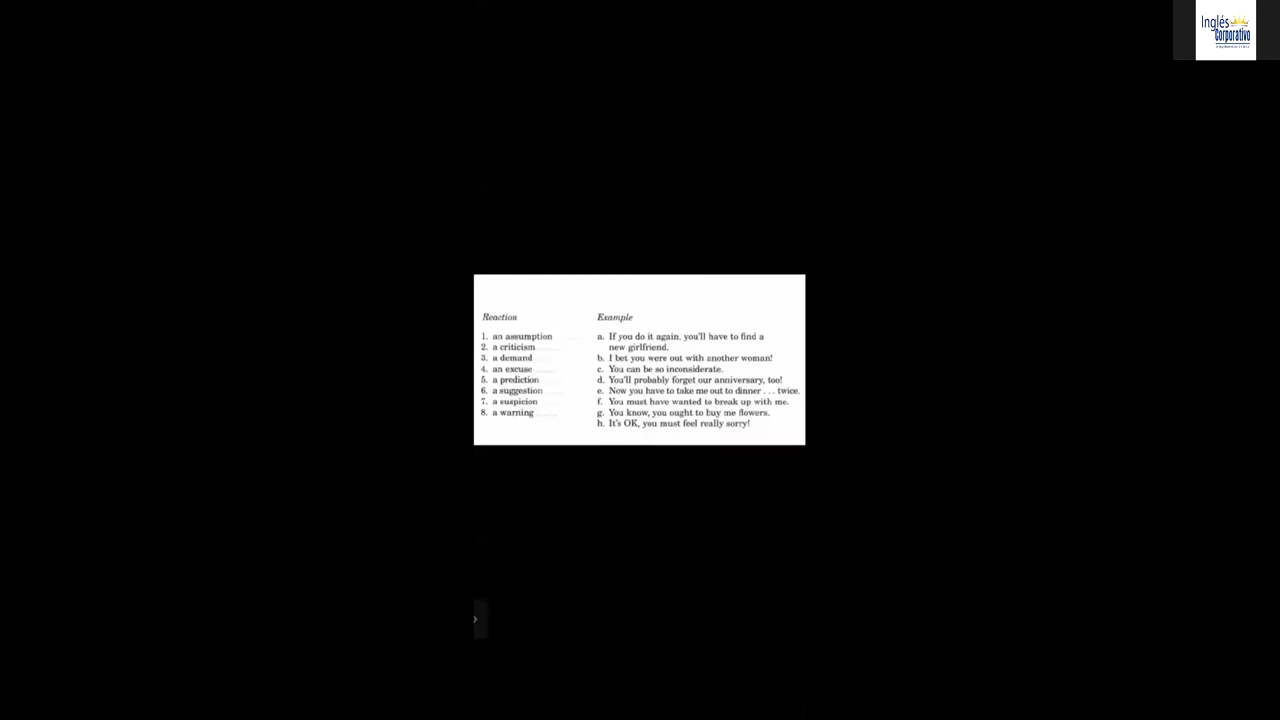 Inglés
Corporativo
Reaction
Example
1. an assumption
2. a criticism
3. a demand
4. an excuse
5. a prediction
6. a suggestion
7. a suspicion
8. a warning
a. If you do it again, you'll have to find a
new girlfriend.
b. I bet you were out with another woman!
c. You can be so inconsiderate.
d. You'll probably forget our anniversary, too!
e. Now you have to take me out to dinner . . . twice.
f. You must have wanted to break up with me.
g. You know, you ought to buy me flowers.
h. It's OK, you must feel really sorry!